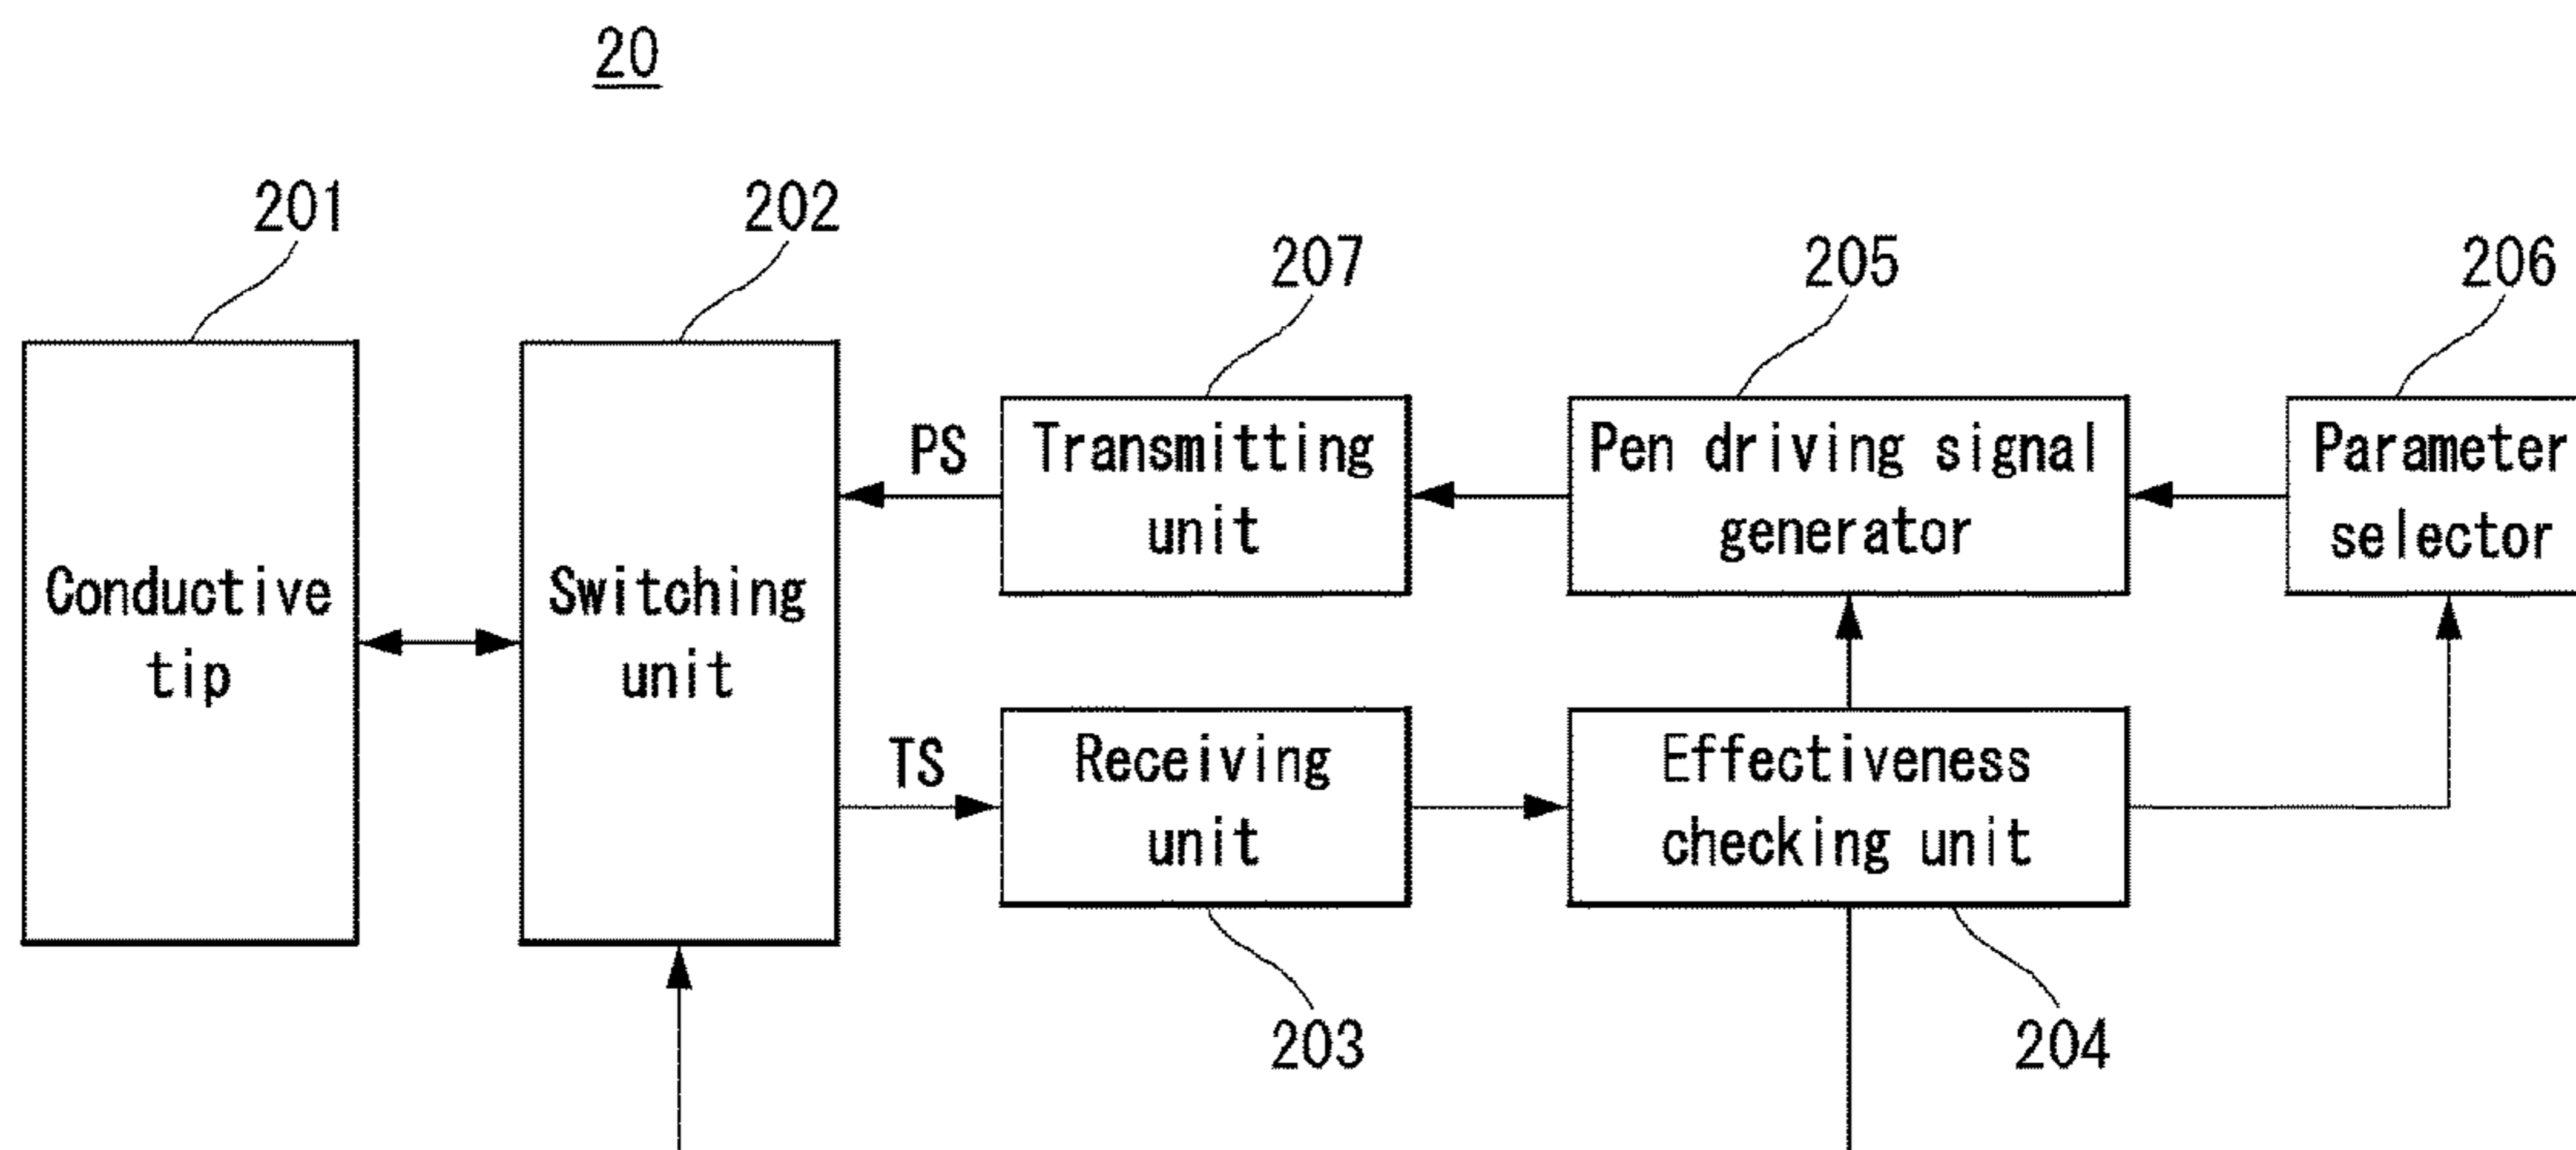 20
201
202
207
205
206
Conductive
tip
Switching
unit
PS
Transmitting
unit
Pen driving signal
generator
Parameter
selector
TS
Receiving
unit
Effectiveness
checking unit
203
204